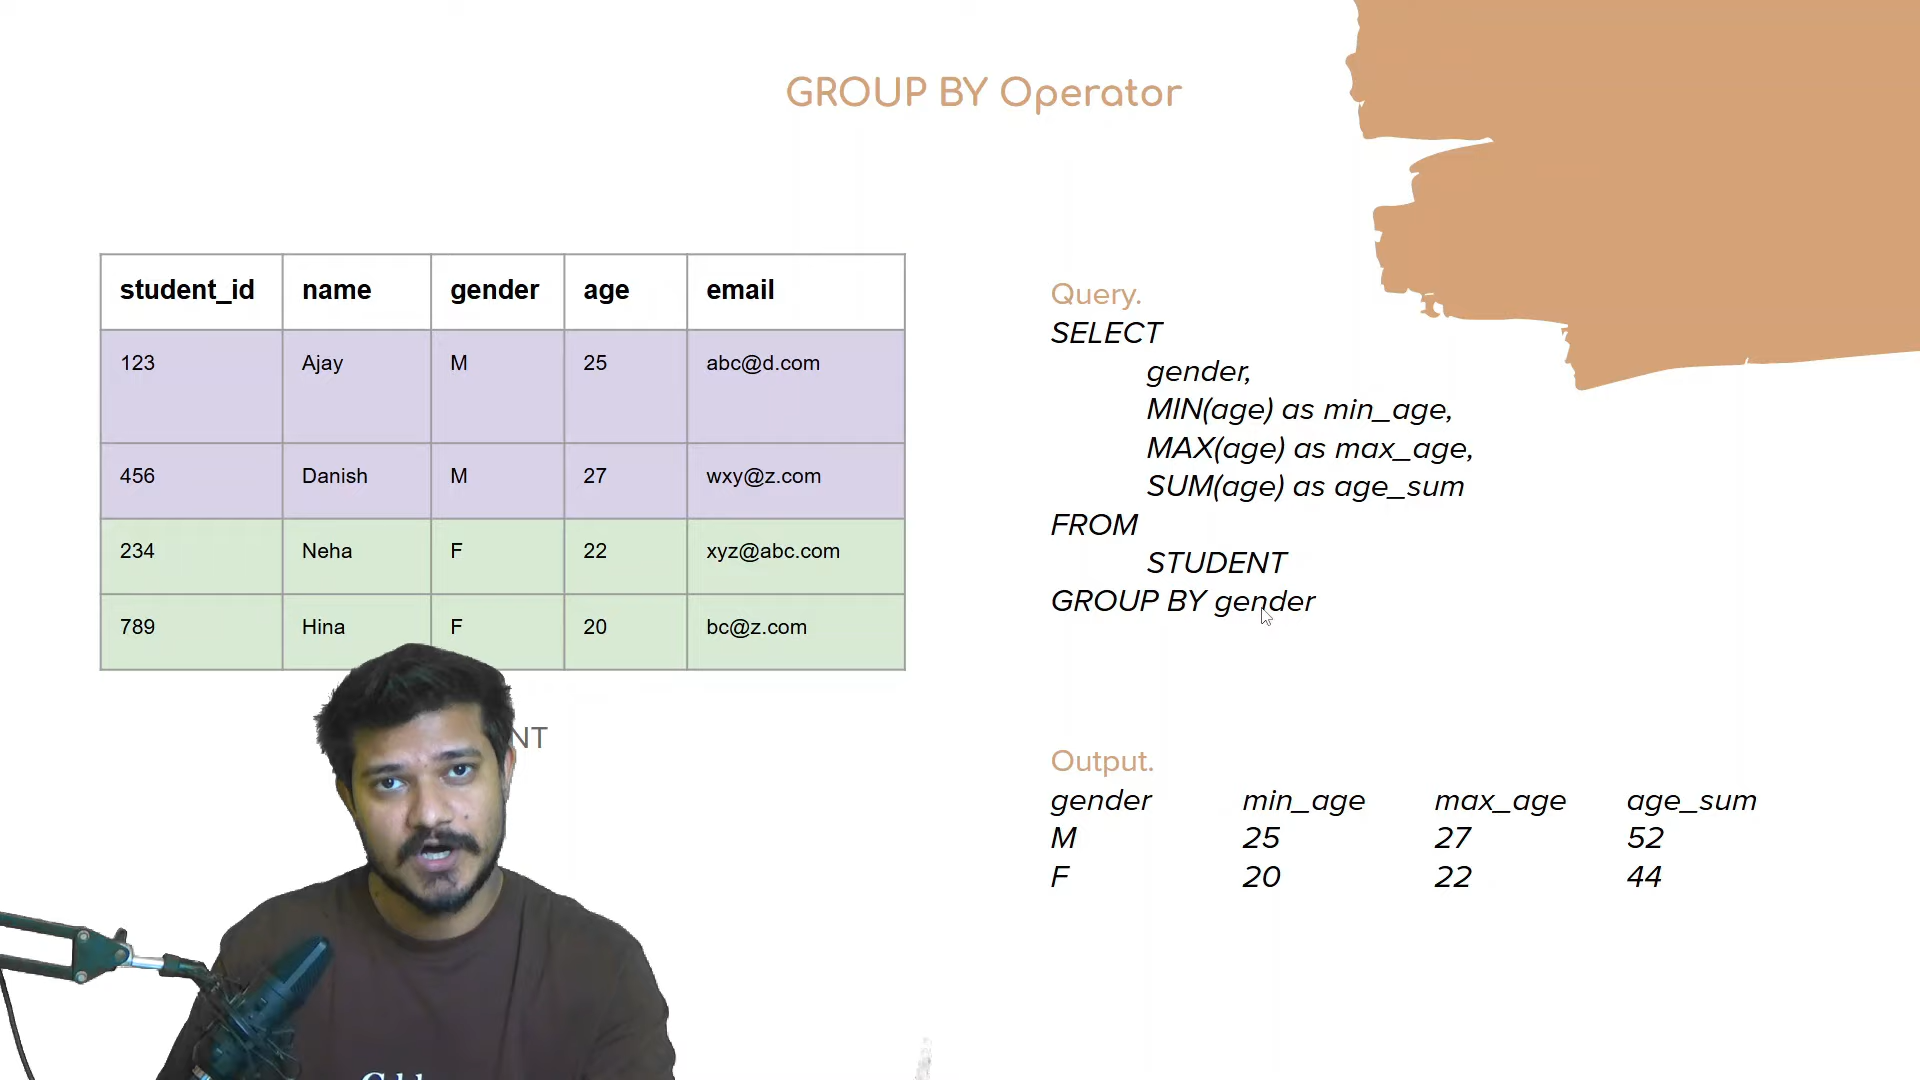 GROUP BY Operator
student_id name gender age email
123 Ajay M 25 abc@d.com
456 Danish M 27 wxy@z.com
234 Neha F 22 xyz@abc.com
789 Hina F 20 bc@z.com
NT
Query.
SELECT
gender,
MIN(age) as min_age,
MAX(age) as max_age,
SUM(age) as age_sum
FROM
STUDENT
GROUP BY gender
Output.
gender min_age max_age age_sum
M 25 27 52
F 20 22 44